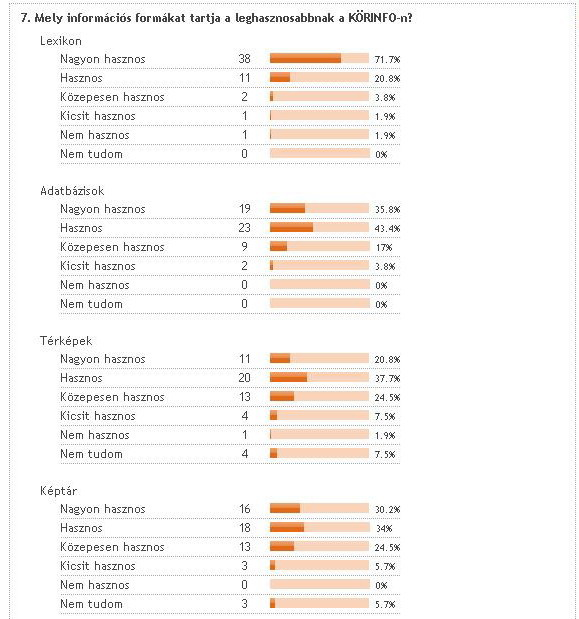 7. Mely információs formákat tartja a leghasznosabbnak a KÖRINFO-n?
Lexikon
Nagyon hasznos 38 71.7%
Hasznos 11 20.8%
Közepesen hasznos 2 3.8%
Kicsit hasznos 1 1.9%
Nem hasznos 1 1.9%
Nem tudom 0 0%
Adatbázisok
Nagyon hasznos 19 35.8%
Hasznos 23 43.4%
Közepesen hasznos 9 17%
Kicsit hasznos 2 3.8%
Nem hasznos 0 0%
Nem tudom 0 0%
Térképek
Nagyon hasznos 11 20.8%
Hasznos 20 37.7%
Közepesen hasznos 13 24.5%
Kicsit hasznos 4 7.5%
Nem hasznos 1 1.9%
Nem tudom 4 7.5%
Képtár
Nagyon hasznos 16 30.2%
Hasznos 18 34%
Közepesen hasznos 13 24.5%
Kicsit hasznos 3 5.7%
Nem hasznos 0 0%
Nem tudom 3 5.7%